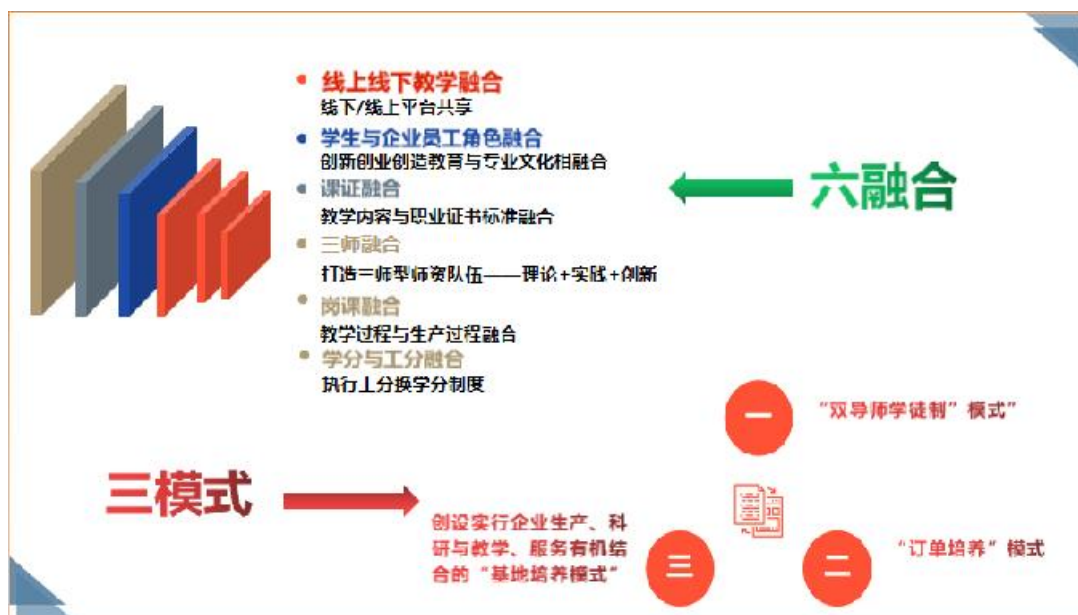 线上线下教学融合
线下/线上平台共享
学生与企业员工角色融合
创新创业创造教育与专业文化相融合
课证融合
教学内容与职业证书标准融合
三师融合
打造三师型师资队伍——理论+实践+创新
岗课融合
教学过程与生产过程融合
学分与工分融合
执行工分换学分制度
六融合
三模式
一
“双导师学徒制”模式”
二
“订单培养”模式
三
创设实行企业生产、科
研与教学、服务有机结
合的“基地培养模式”